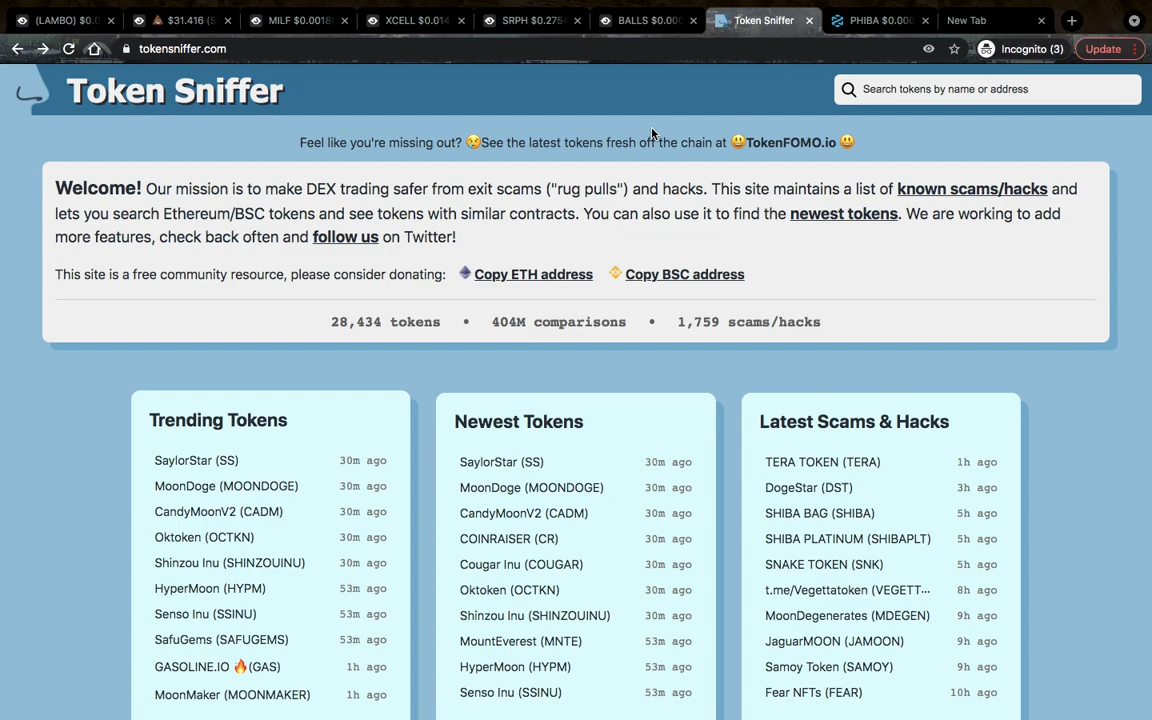 (LAMBO) $0.0
$31.416 (S
MILF $0.0018
XCELL $0.014
SRPH $0.2754
BALLS $0.000
Token Sniffer
PHIBA $0.000
New Tab
tokensniffer.com
Incognito (3)
Update
Token Sniffer
Search tokens by name or address
Feel like you're missing out? 😢See the latest tokens fresh off the chain at 😃TokenFOMO.io 😃
Welcome! Our mission is to make DEX trading safer from exit scams ("rug pulls") and hacks. This site maintains a list of known scams/hacks and
lets you search Ethereum/BSC tokens and see tokens with similar contracts. You can also use it to find the newest tokens. We are working to add
more features, check back often and follow us on Twitter!
This site is a free community resource, please consider donating: Copy ETH address Copy BSC address
28,434 tokens • 404M comparisons • 1,759 scams/hacks
Trending Tokens
SaylorStar (SS) 30m ago
MoonDoge (MOONDOGE) 30m ago
CandyMoonV2 (CADM) 30m ago
Oktoken (OCTKN) 30m ago
Shinzou Inu (SHINZOUINU) 30m ago
HyperMoon (HYPM) 53m ago
Senso Inu (SSINU) 53m ago
SafuGems (SAFUGEMS) 53m ago
GASOLINE.IO 🔥(GAS) 1h ago
MoonMaker (MOONMAKER) 1h ago
Newest Tokens
SaylorStar (SS) 30m ago
MoonDoge (MOONDOGE) 30m ago
CandyMoonV2 (CADM) 30m ago
COINRAISER (CR) 30m ago
Cougar Inu (COUGAR) 30m ago
Oktoken (OCTKN) 30m ago
Shinzou Inu (SHINZOUINU) 30m ago
MountEverest (MNTE) 53m ago
HyperMoon (HYPM) 53m ago
Senso Inu (SSINU) 53m ago
Latest Scams & Hacks
TERA TOKEN (TERA) 1h ago
DogeStar (DST) 3h ago
SHIBA BAG (SHIBA) 5h ago
SHIBA PLATINUM (SHIBAPLT) 5h ago
SNAKE TOKEN (SNK) 5h ago
t.me/Vegettatoken (VEGETT... 8h ago
MoonDegenerates (MDEGEN) 9h ago
JaguarMOON (JAMOON) 9h ago
Samoy Token (SAMOY) 9h ago
Fear NFTs (FEAR) 10h ago